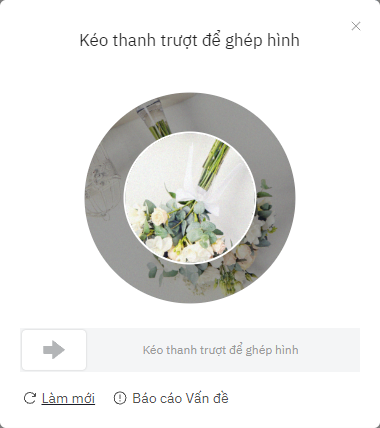 Kéo thanh trượt để ghép hình
Kéo thanh trượt để ghép hình
Làm mới
Báo cáo Vấn đề